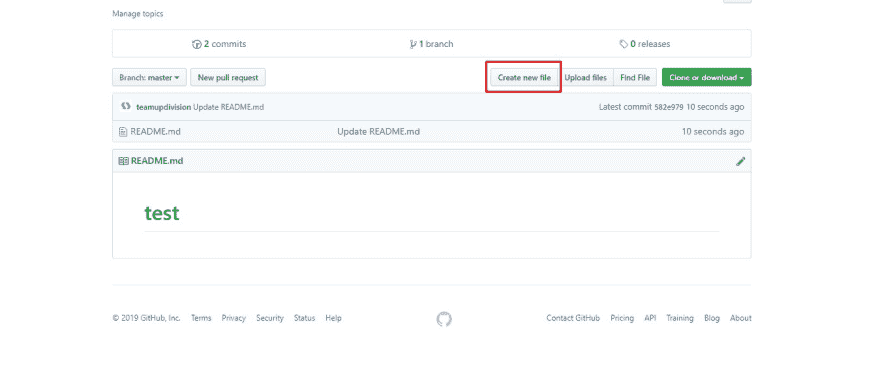 Manage topics
2 commits 1 branch 0 releases
Branch: master New pull request Create new file Upload files Find File Clone or download
teamupdivision Update README.md Latest commit 582e979 10 seconds ago
README.md Update README.md 10 seconds ago
README.md
test
© 2019 GitHub, Inc. Terms Privacy Security Status Help Contact GitHub Pricing API Training Blog About